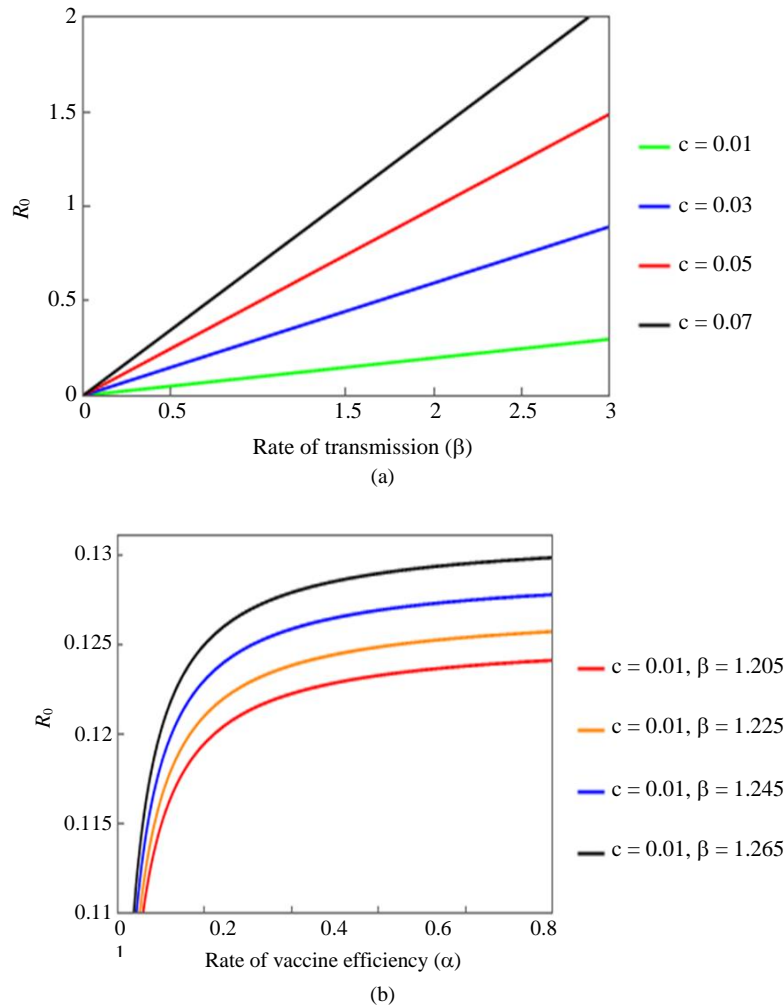 2
1.5
1
0.5
0
R0
0
0.5
1.5
2
2.5
3
Rate of transmission (β)
(a)
c = 0.01
c = 0.03
c = 0.05
c = 0.07
0.13
0.125
0.12
0.115
0.11
R0
0
0.2
0.4
0.6
0.8
1
Rate of vaccine efficiency (α)
(b)
c = 0.01, β = 1.205
c = 0.01, β = 1.225
c = 0.01, β = 1.245
c = 0.01, β = 1.265